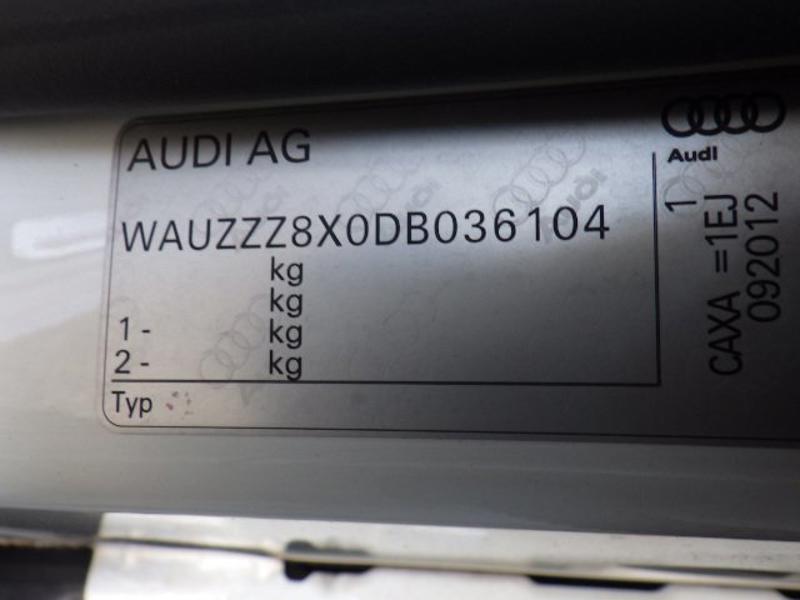 AUDI AG
WAUZZZ8X0DB036104
kg
kg
1 - kg
2 - kg
Typ
Audi
1
CAXA =1EJ
092012